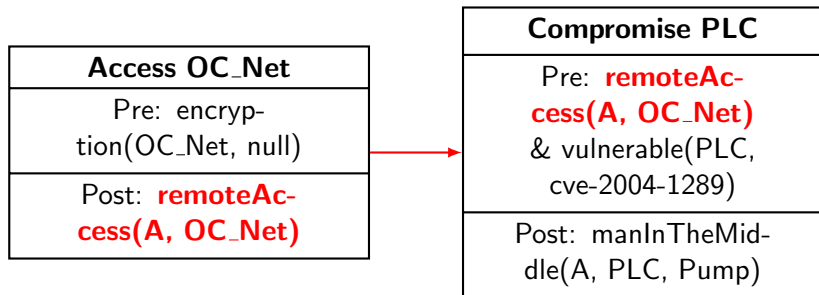 Access OC_Net
Pre: encryp-
tion(OC_Net, null)
Post: remoteAc-
cess(A, OC_Net)
Compromise PLC
Pre: remoteAc-
cess(A, OC_Net)
& vulnerable(PLC,
cve-2004-1289)
Post: manInTheMid-
dle(A, PLC, Pump)